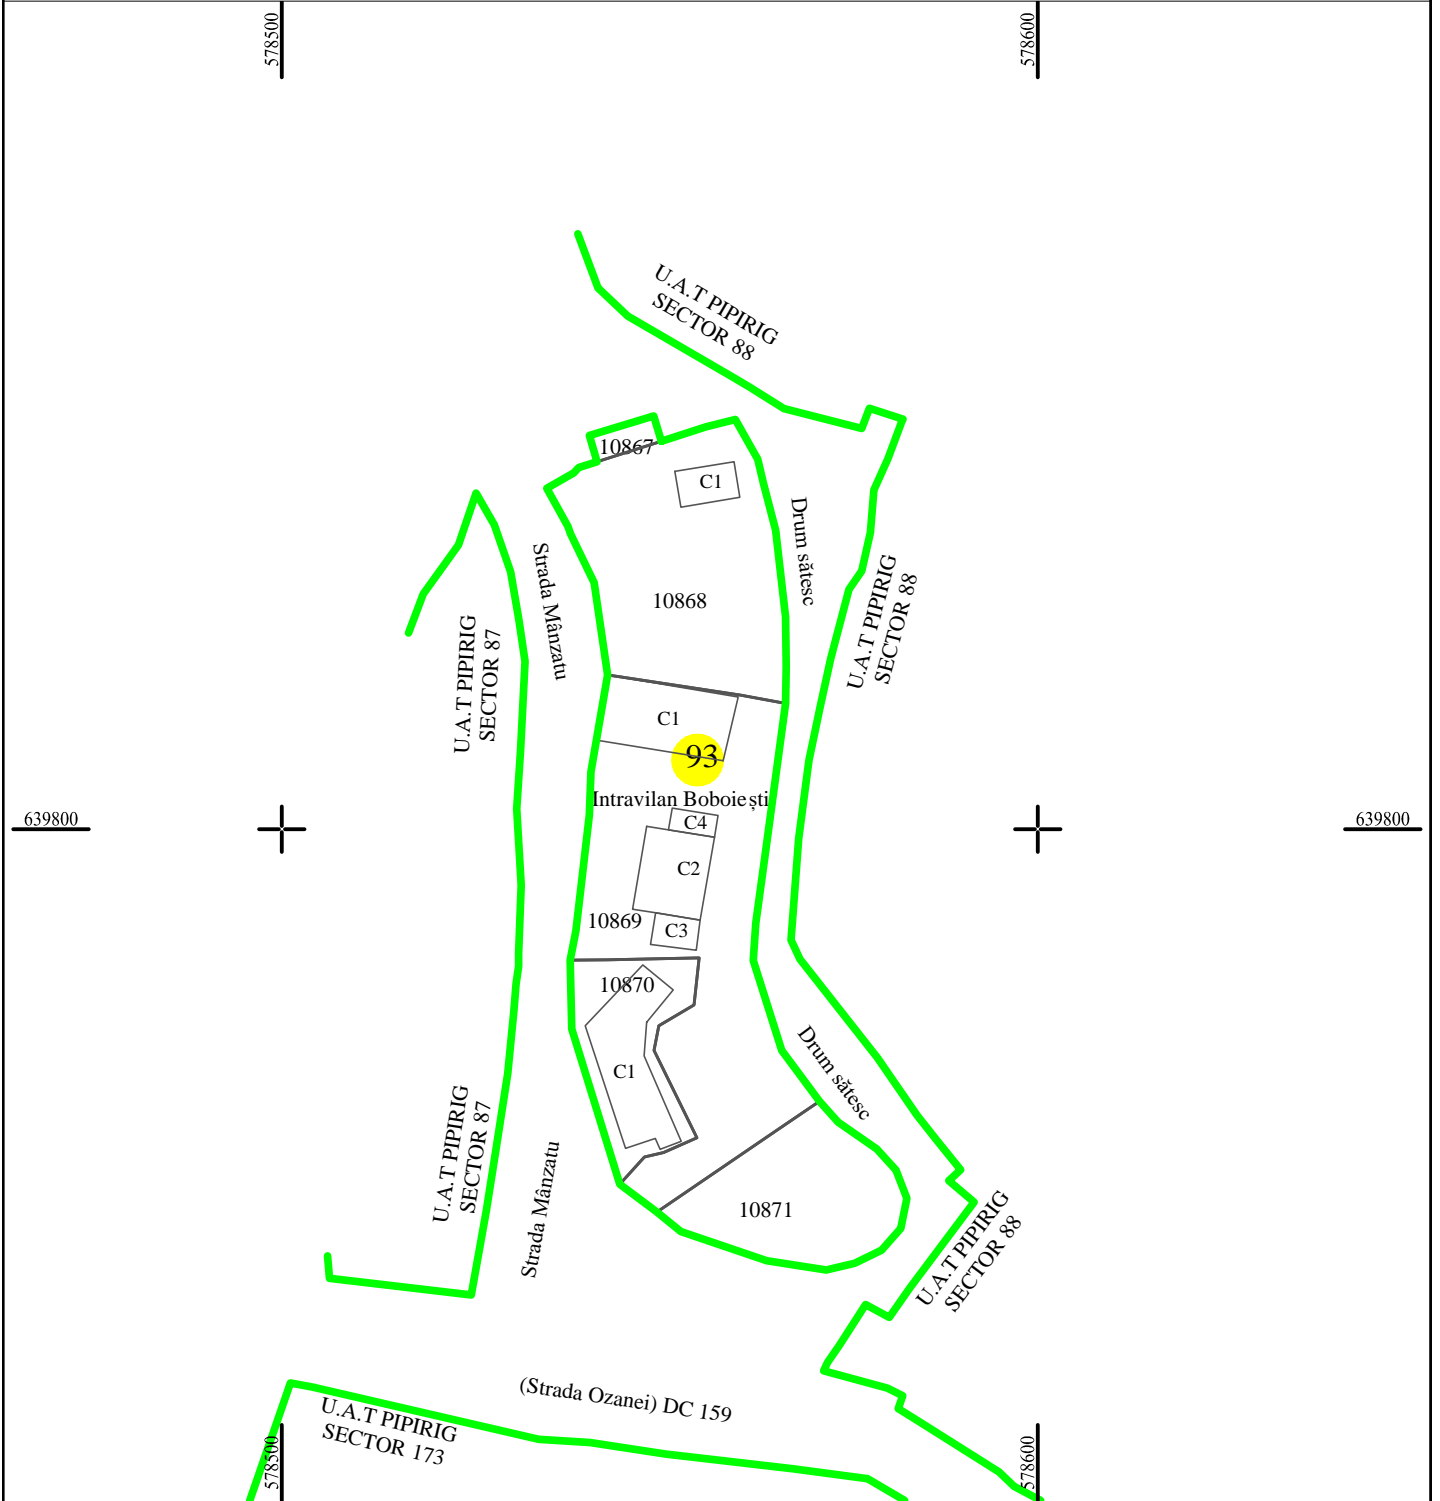 578500
578600
U.A.T PIPIRIG
SECTOR 88
10867
C1
Drum sătesc
Strada Mânzatu
10868
U.A.T PIPIRIG
SECTOR 88
U.A.T PIPIRIG
SECTOR 87
C1
93
Intravilan Boboiești
639800
639800
C4
C2
10869
C3
10870
Drum sătesc
C1
U.A.T PIPIRIG
SECTOR 87
Strada Mânzatu
10871
U.A.T PIPIRIG
SECTOR 88
(Strada Ozanei) DC 159
U.A.T PIPIRIG
SECTOR 173
578500
578600